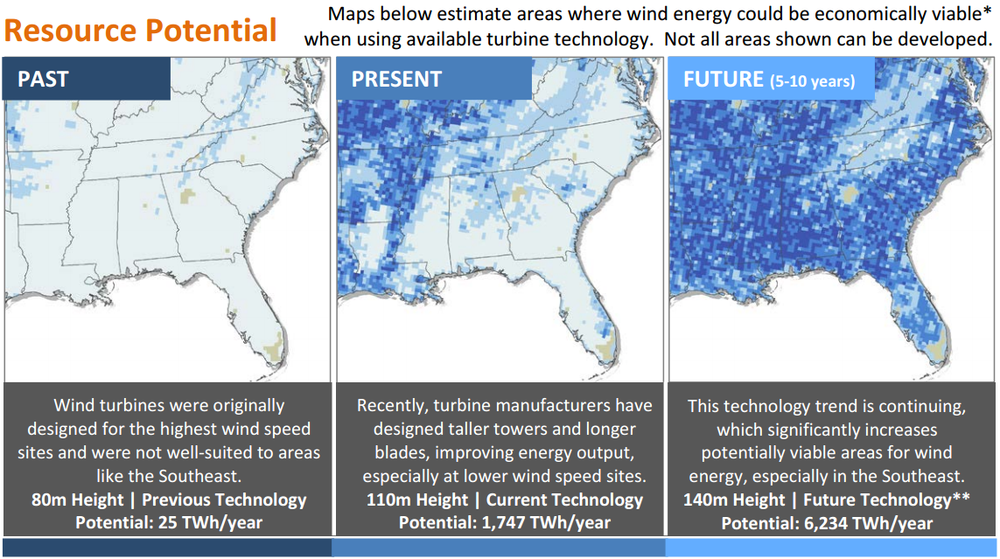 Resource Potential
Maps below estimate areas where wind energy could be economically viable*
when using available turbine technology.  Not all areas shown can be developed.
PAST
PRESENT
FUTURE (5-10 years)
Wind turbines were originally
designed for the highest wind speed
sites and were not well-suited to areas
like the Southeast.
80m Height | Previous Technology
Potential: 25 TWh/year
Recently, turbine manufacturers have
designed taller towers and longer
blades, improving energy output,
especially at lower wind speed sites.
110m Height | Current Technology
Potential: 1,747 TWh/year
This technology trend is continuing,
which significantly increases
potentially viable areas for wind
energy, especially in the Southeast.
140m Height | Future Technology**
Potential: 6,234 TWh/year